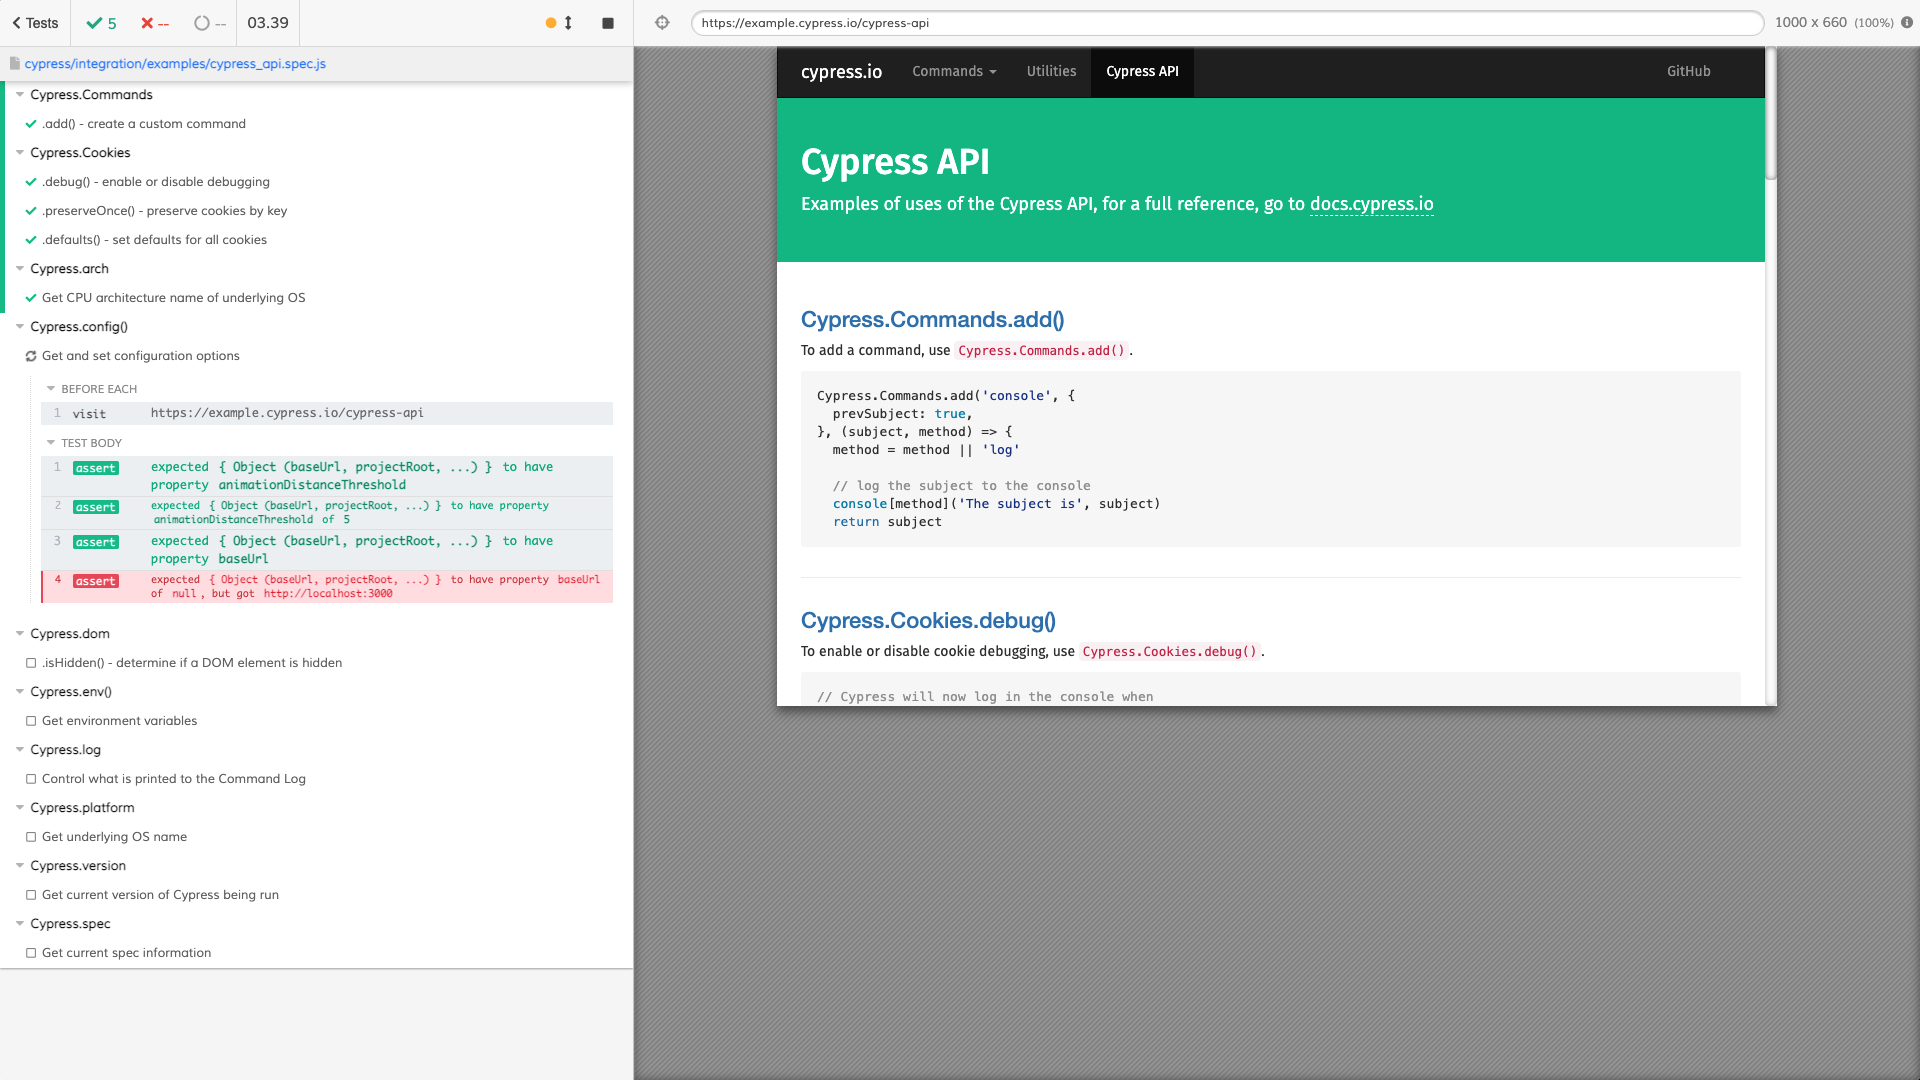 Tests
5
--
--
03.39
https://example.cypress.io/cypress-api
1000 x 660 (100%)
cypress/integration/examples/cypress_api.spec.js
Cypress.Commands
.add() - create a custom command
Cypress.Cookies
.debug() - enable or disable debugging
.preserveOnce() - preserve cookies by key
.defaults() - set defaults for all cookies
Cypress.arch
Get CPU architecture name of underlying OS
Cypress.config()
Get and set configuration options
BEFORE EACH
1 visit https://example.cypress.io/cypress-api
TEST BODY
1 assert expected { Object (baseUrl, projectRoot, ...) } to have
property animationDistanceThreshold
2 assert expected { Object (baseUrl, projectRoot, ...) } to have property
animationDistanceThreshold of 5
3 assert expected { Object (baseUrl, projectRoot, ...) } to have
property baseUrl
4 assert expected { Object (baseUrl, projectRoot, ...) } to have property baseUrl
of null, but got http://localhost:3000
Cypress.dom
.isHidden() - determine if a DOM element is hidden
Cypress.env()
Get environment variables
Cypress.log
Control what is printed to the Command Log
Cypress.platform
Get underlying OS name
Cypress.version
Get current version of Cypress being run
Cypress.spec
Get current spec information
cypress.io Commands Utilities Cypress API GitHub
Cypress API
Examples of uses of the Cypress API, for a full reference, go to docs.cypress.io
Cypress.Commands.add()
To add a command, use Cypress.Commands.add().
Cypress.Commands.add('console', {
prevSubject: true,
}, (subject, method) => {
method = method || 'log'
// log the subject to the console
console[method]('The subject is', subject)
return subject
Cypress.Cookies.debug()
To enable or disable cookie debugging, use Cypress.Cookies.debug().
// Cypress will now log in the console when